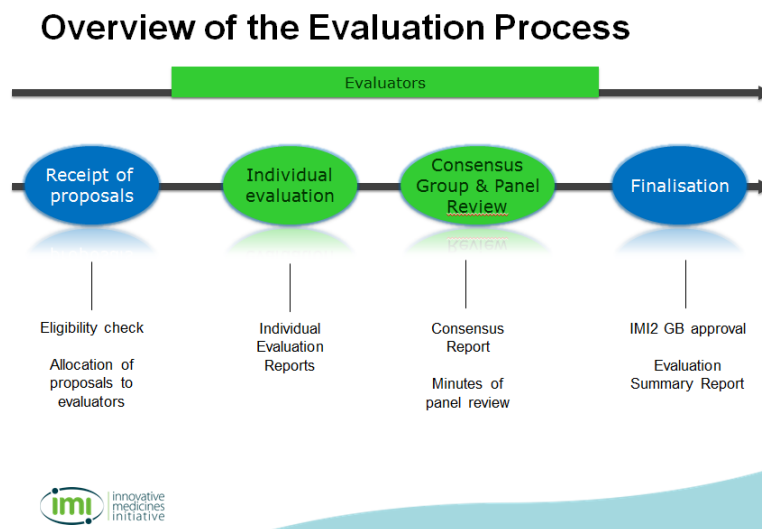 Overview of the Evaluation Process
Evaluators
Receipt of
proposals
Individual
evaluation
Consensus
Group & Panel
Review
Finalisation
Eligibility check
Allocation of
proposals to
evaluators
Individual
Evaluation
Reports
Consensus
Report
Minutes of
panel review
IMI2 GB approval
Evaluation
Summary Report
imi
innovative
medicines
initiative